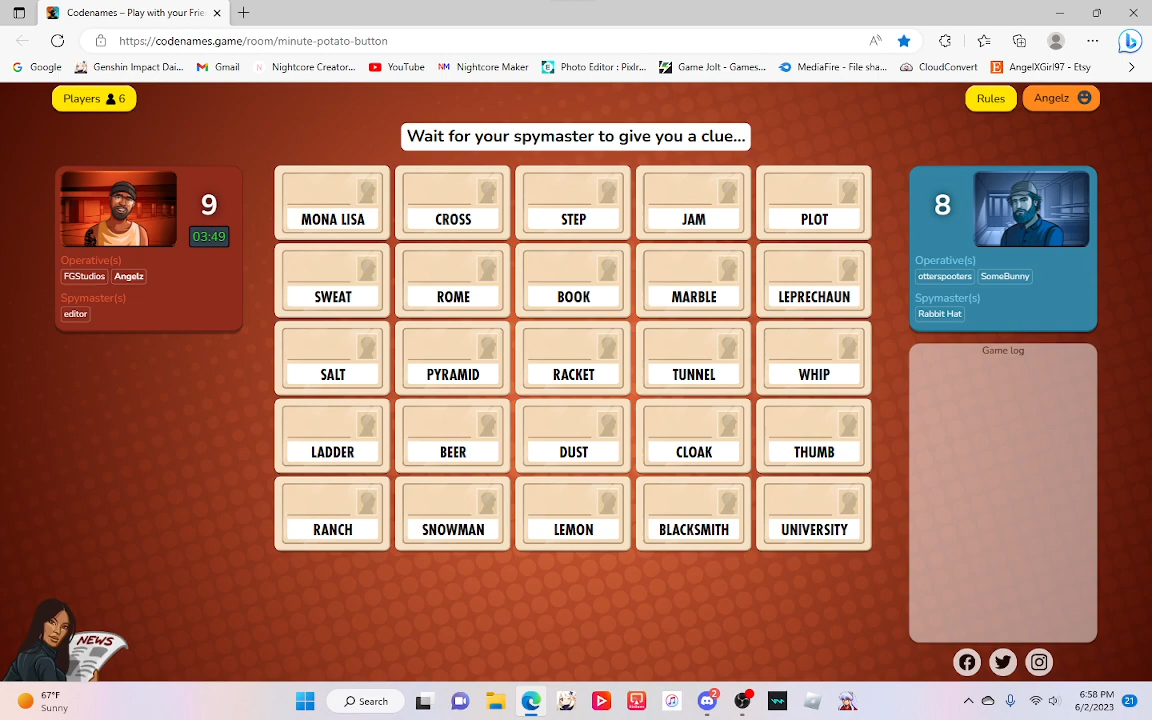 Codenames – Play with your Frie
https://codenames.game/room/minute-potato-button
Google
Genshin Impact Dai...
Gmail
Nightcore Creator...
YouTube
Nightcore Maker
Photo Editor : Pixlr...
Game Jolt - Games...
MediaFire - File sha...
CloudConvert
AngelXGirl97 - Etsy
Players 6
Rules
Angelz
Wait for your spymaster to give you a clue...
9
03:49
Operative(s)
FGStudios Angelz
Spymaster(s)
editor
MONA LISA
CROSS
STEP
JAM
PLOT
SWEAT
ROME
BOOK
MARBLE
LEPRECHAUN
SALT
PYRAMID
RACKET
TUNNEL
WHIP
LADDER
BEER
DUST
CLOAK
THUMB
RANCH
SNOWMAN
LEMON
BLACKSMITH
UNIVERSITY
8
Operative(s)
otterspooters SomeBunny
Spymaster(s)
Rabbit Hat
Game log
NEWS
67°F
Sunny
Search
2
6:58 PM
6/2/2023
21